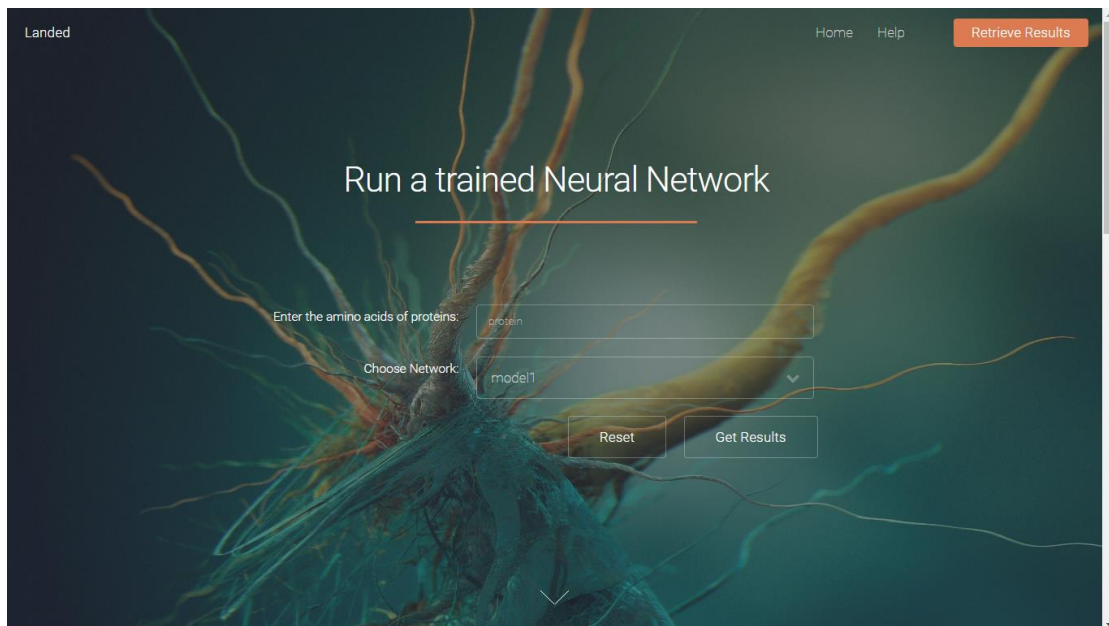 Landed
Home Help Retrieve Results
Run a trained Neural Network
Enter the amino acids of proteins:
protein
Choose Network:
model1
Reset Get Results